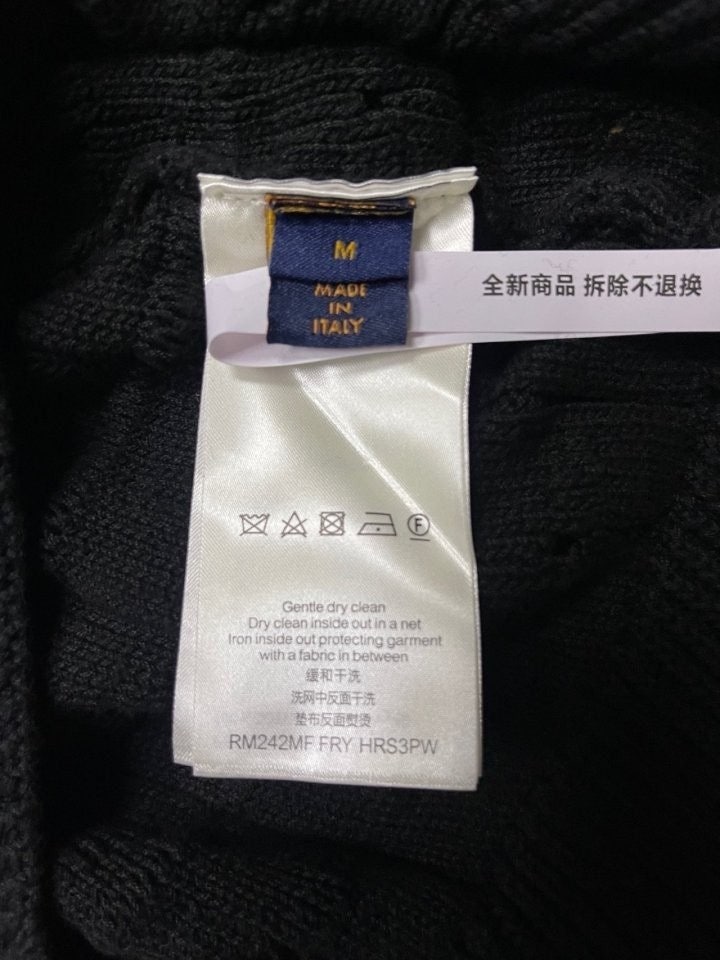 M
MADE
IN
ITALY
全新商品 拆除不退换
F
Gentle dry clean
Dry clean inside out in a net
Iron inside out protecting garment
with a fabric in between
缓和干洗
洗网中反面干洗
垫布反面熨烫
RM242MF FRY HRS3PW